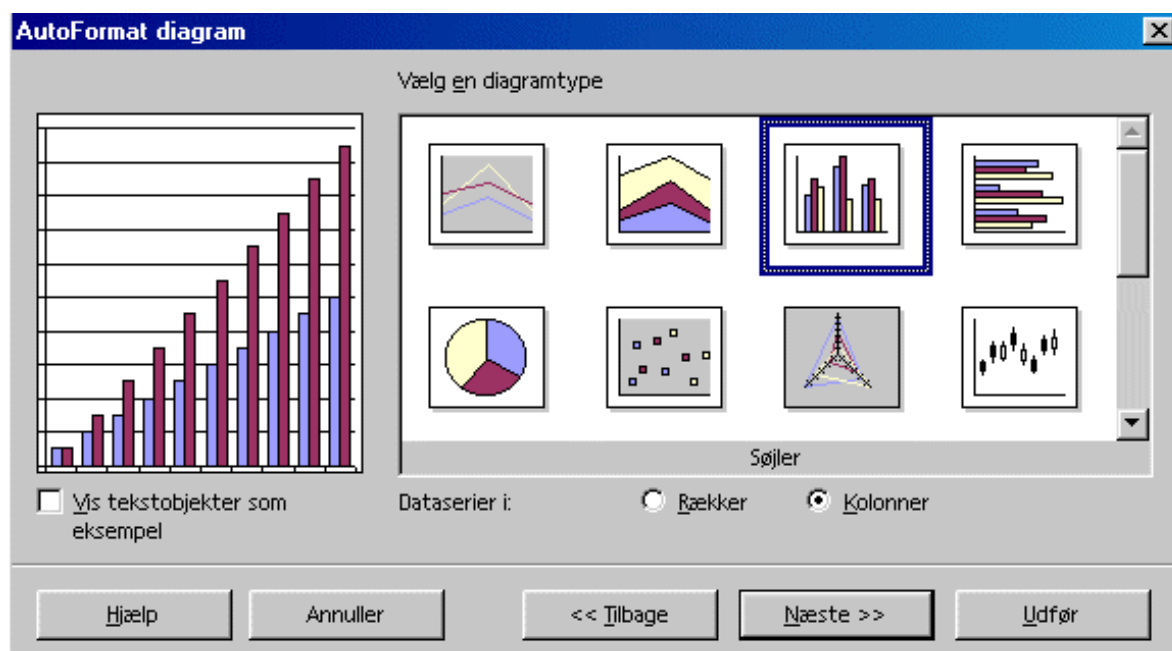 AutoFormat diagram
Vælg en diagramtype
Søjler
Vis tekstobjekter som
eksempel
Dataserier i:
Rækker
Kolonner
Hjælp
Annuller
<< Tilbage
Næste >>
Udfør